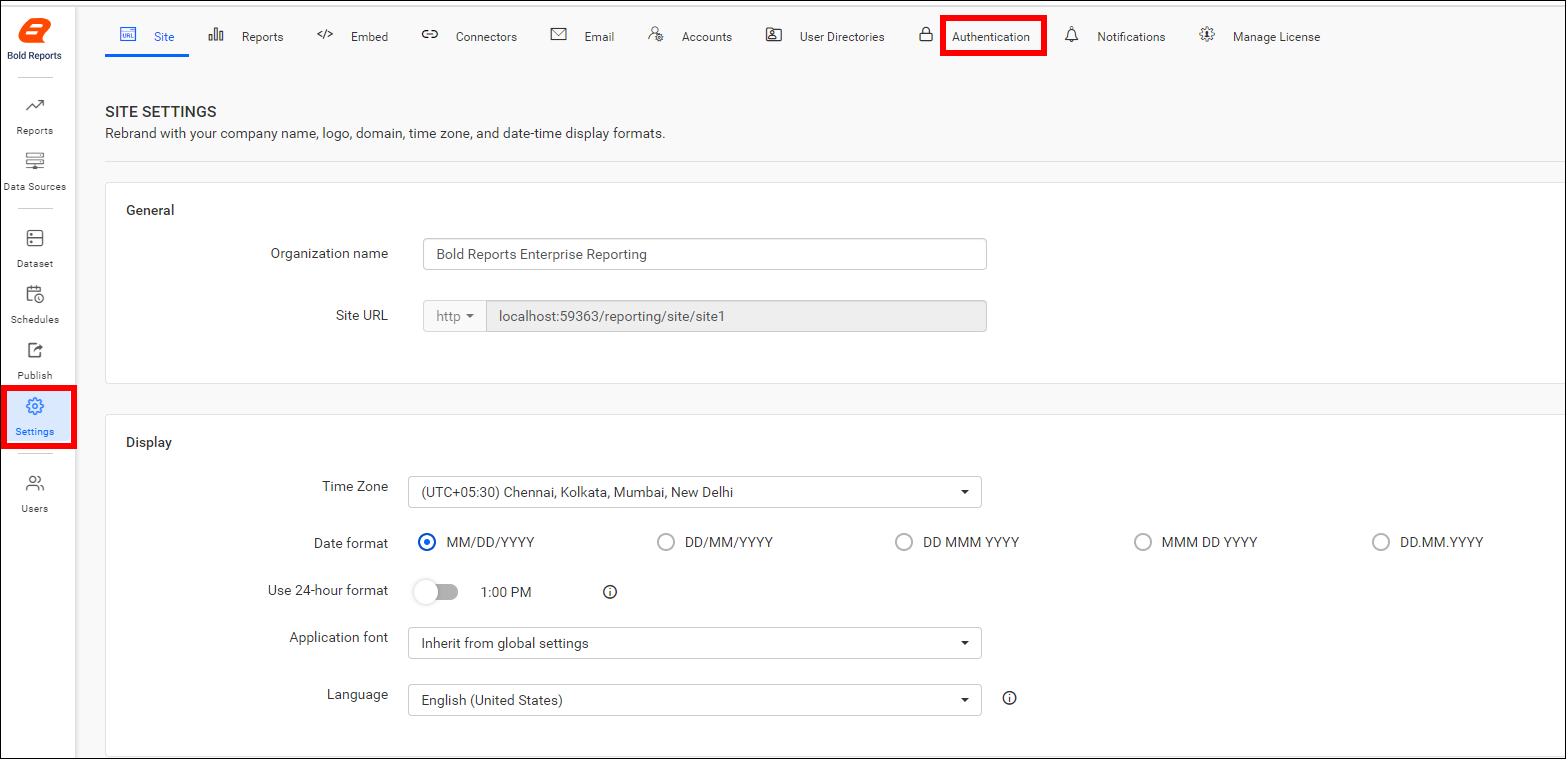 Bold Reports
Reports
Data Sources
Dataset
Schedules
Publish
Settings
Users
URL Site Reports </> Embed Connectors Email Accounts User Directories Authentication Notifications Manage License
SITE SETTINGS
Rebrand with your company name, logo, domain, time zone, and date-time display formats.
General
Organization name Bold Reports Enterprise Reporting
Site URL http localhost:59363/reporting/site/site1
Display
Time Zone (UTC+05:30) Chennai, Kolkata, Mumbai, New Delhi
Date format MM/DD/YYYY DD/MM/YYYY DD MMM YYYY MMM DD YYYY DD.MM.YYYY
Use 24-hour format 1:00 PM
Application font Inherit from global settings
Language English (United States)